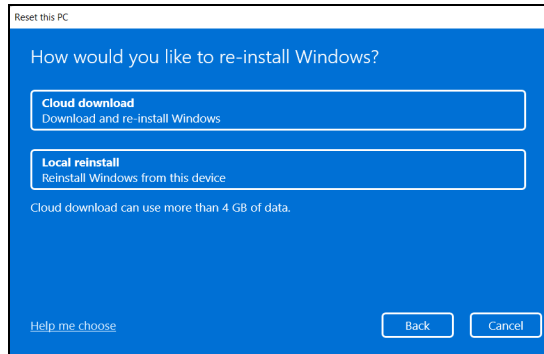 Reset this PC
How would you like to re-install Windows?
Cloud download
Download and re-install Windows
Local reinstall
Reinstall Windows from this device
Cloud download can use more than 4 GB of data.
Help me choose
Back
Cancel